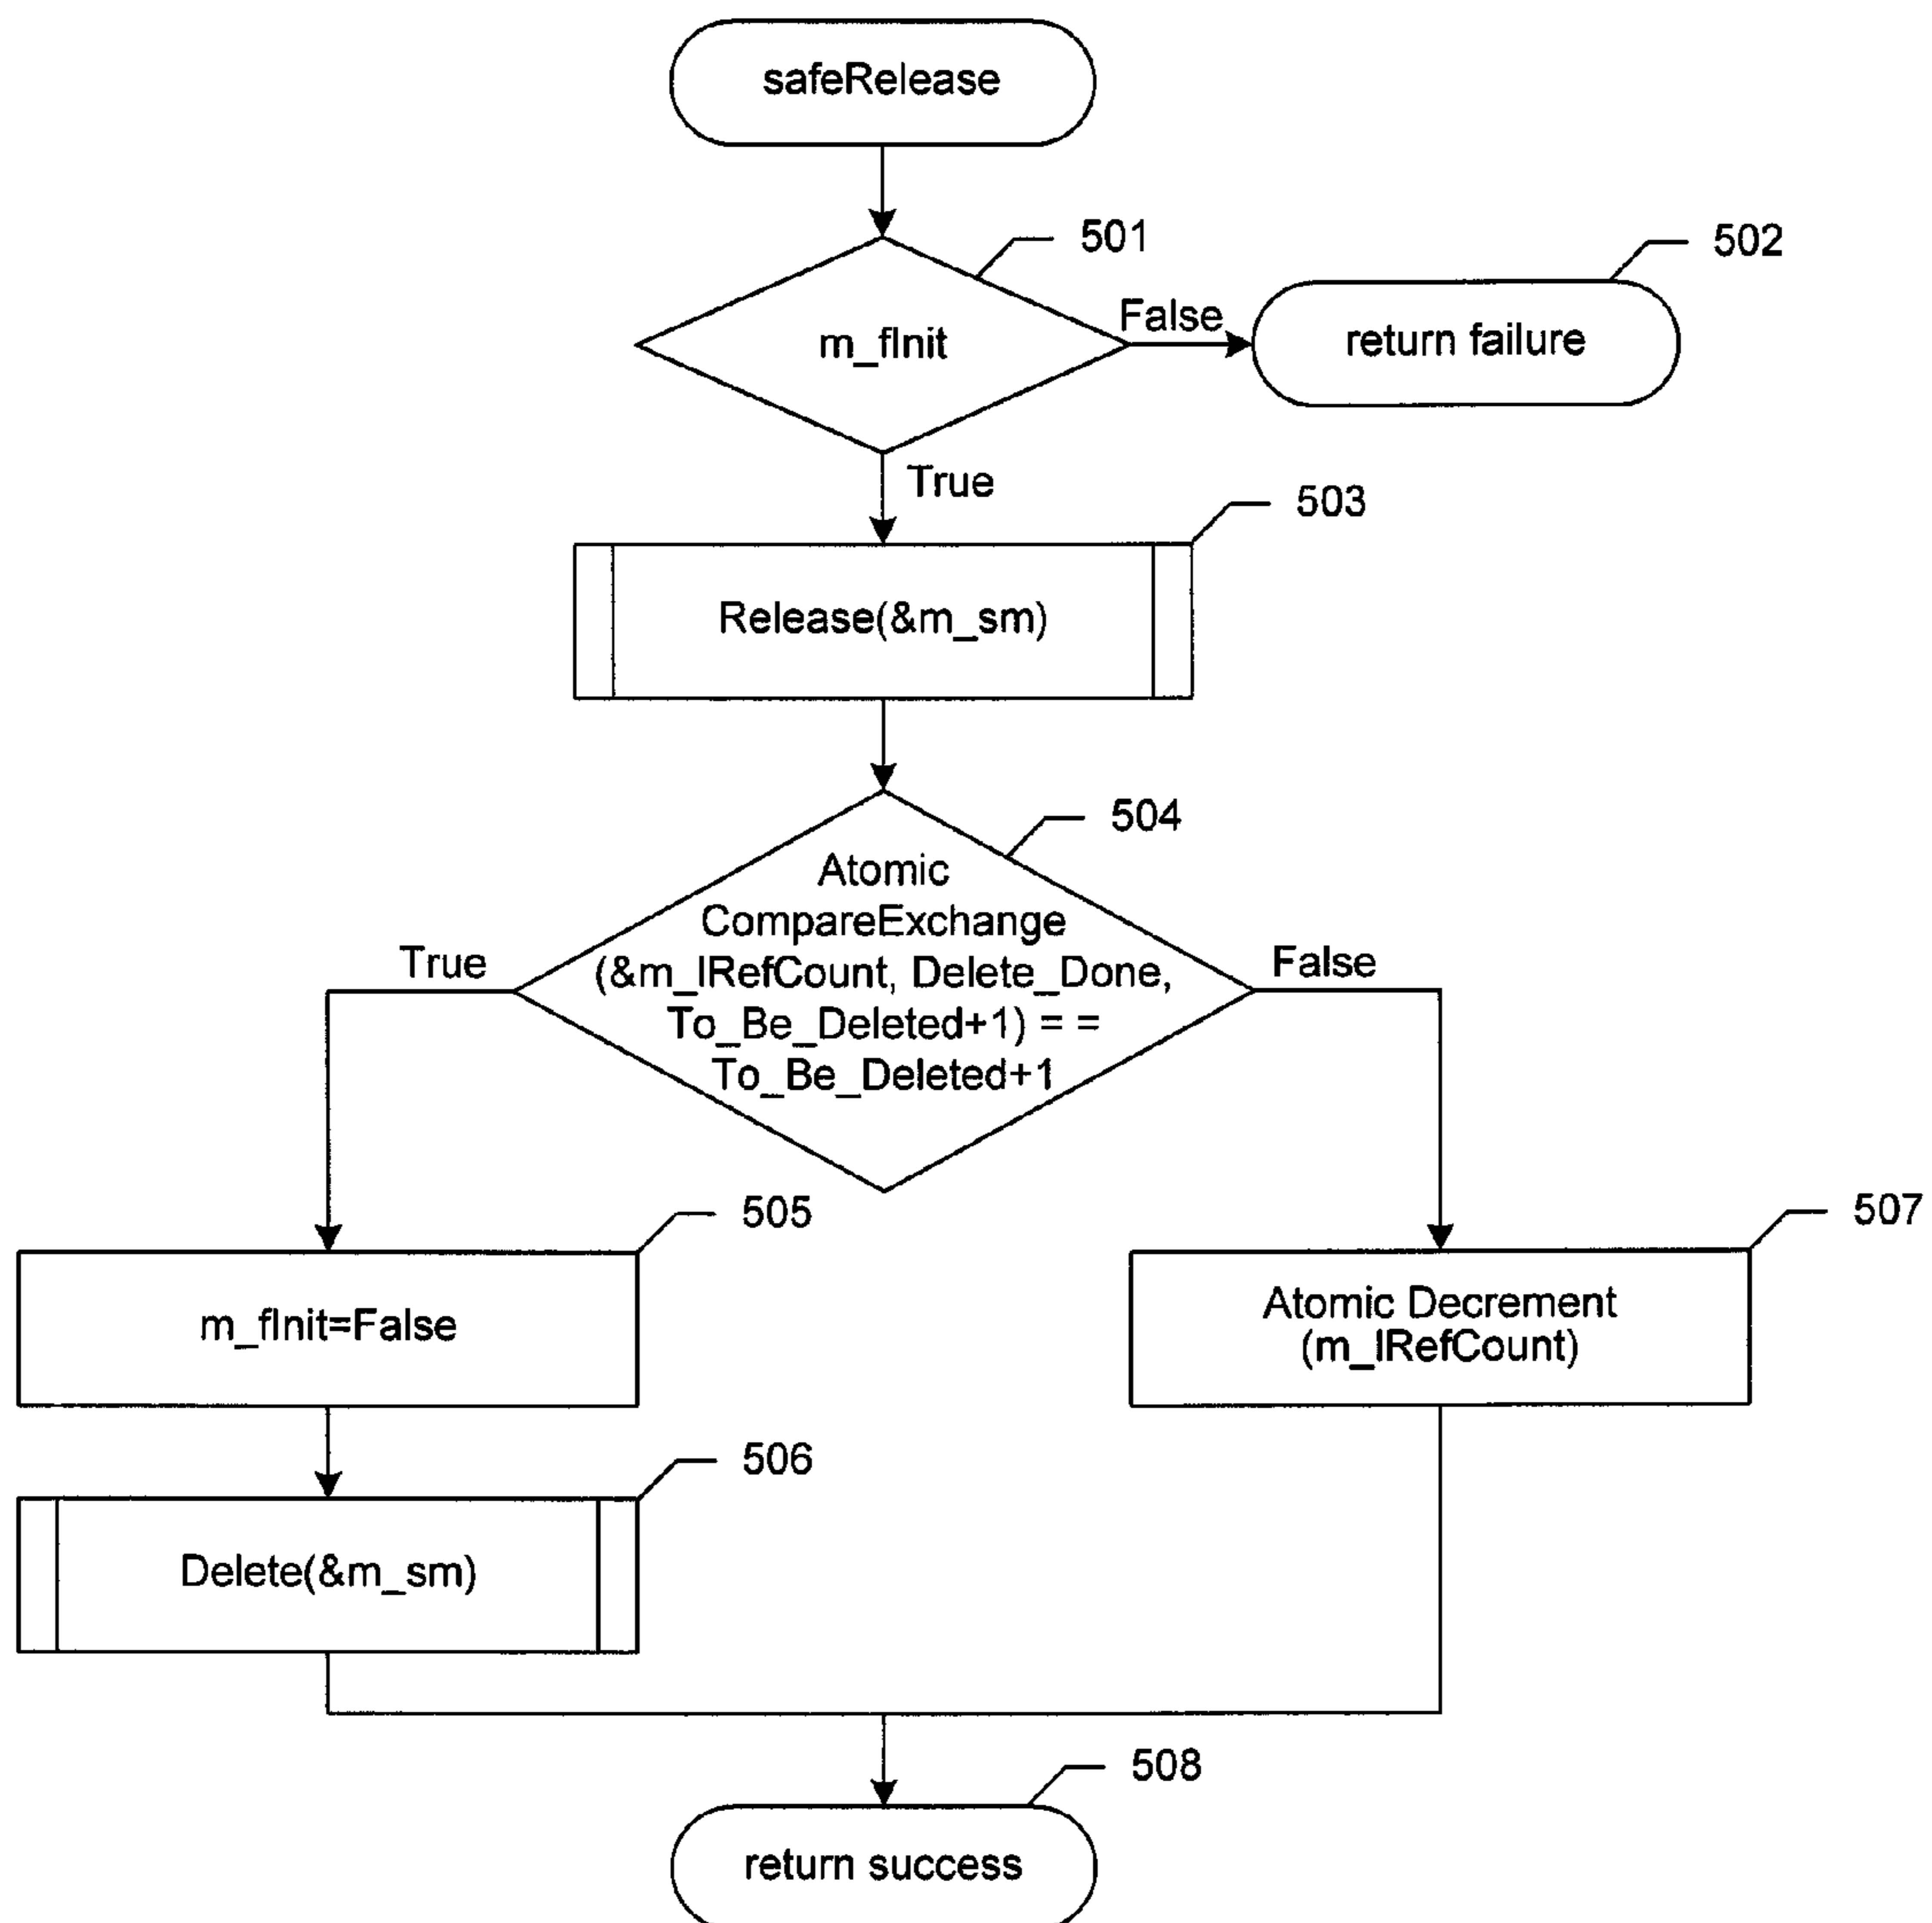 safeRelease
501
502
m_fInit
False
return failure
True
503
Release(&m_sm)
504
Atomic
CompareExchange
(&m_lRefCount, Delete_Done,
To_Be_Deleted+1) = =
To_Be_Deleted+1
True
False
505
507
m_fInit=False
Atomic Decrement
(m_lRefCount)
506
Delete(&m_sm)
508
return success